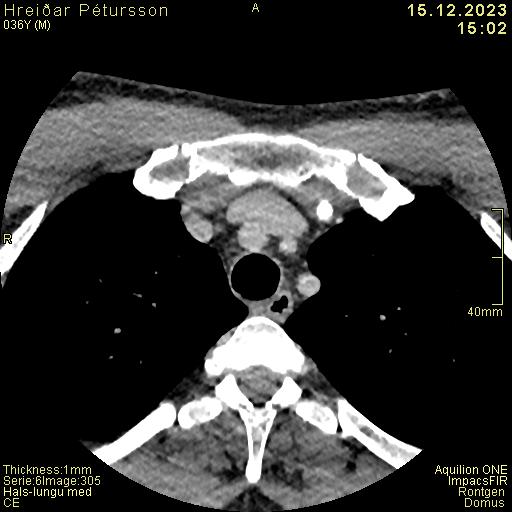 Hreiðar Pétursson
036Y (M)
A
15.12.2023
15:02
R
40mm
Thickness:1mm
Serie:6Image:305
Hals-lungu med
CE
Aquilion ONE
ImpacsFIR
Rontgen
Domus